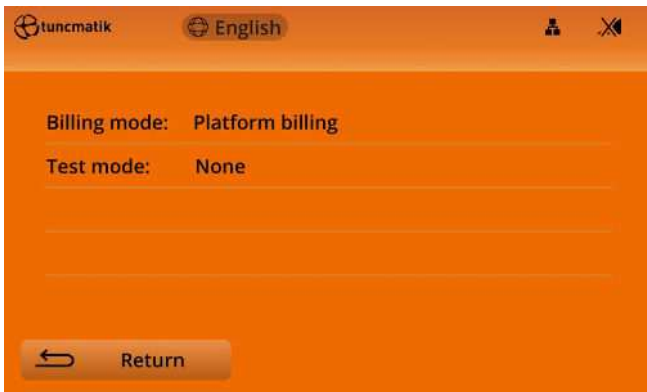 tuncmatik English
Billing mode: Platform billing
Test mode: None
Return